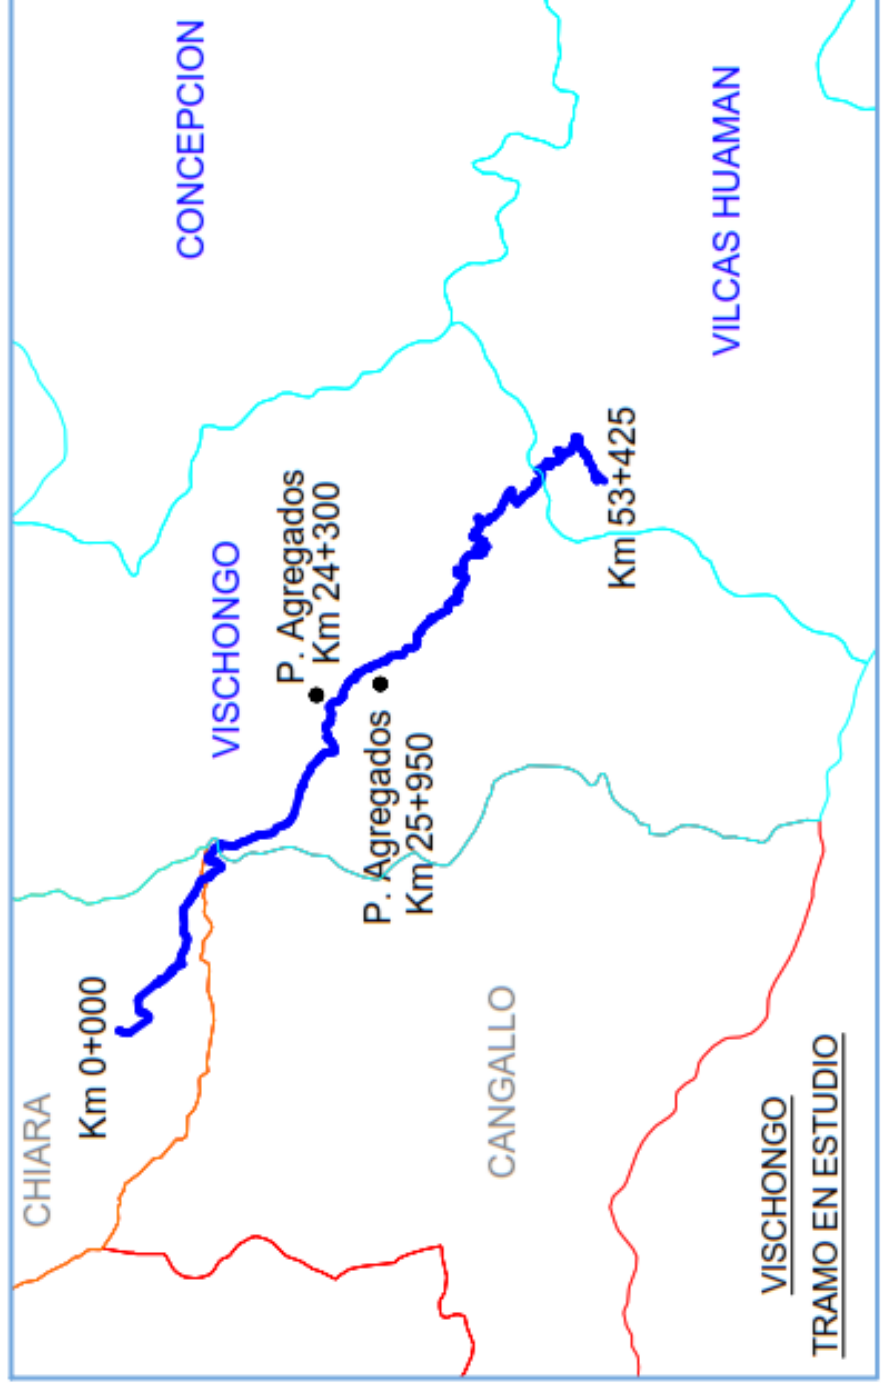 CHIARA
Km 0+000
CONCEPCION
VISCHONGO
P. Agregados
Km 24+300
P. Agregados
Km 25+950
CANGALLO
Km 53+425
VILCAS HUAMAN
VISCHONGO
TRAMO EN ESTUDIO